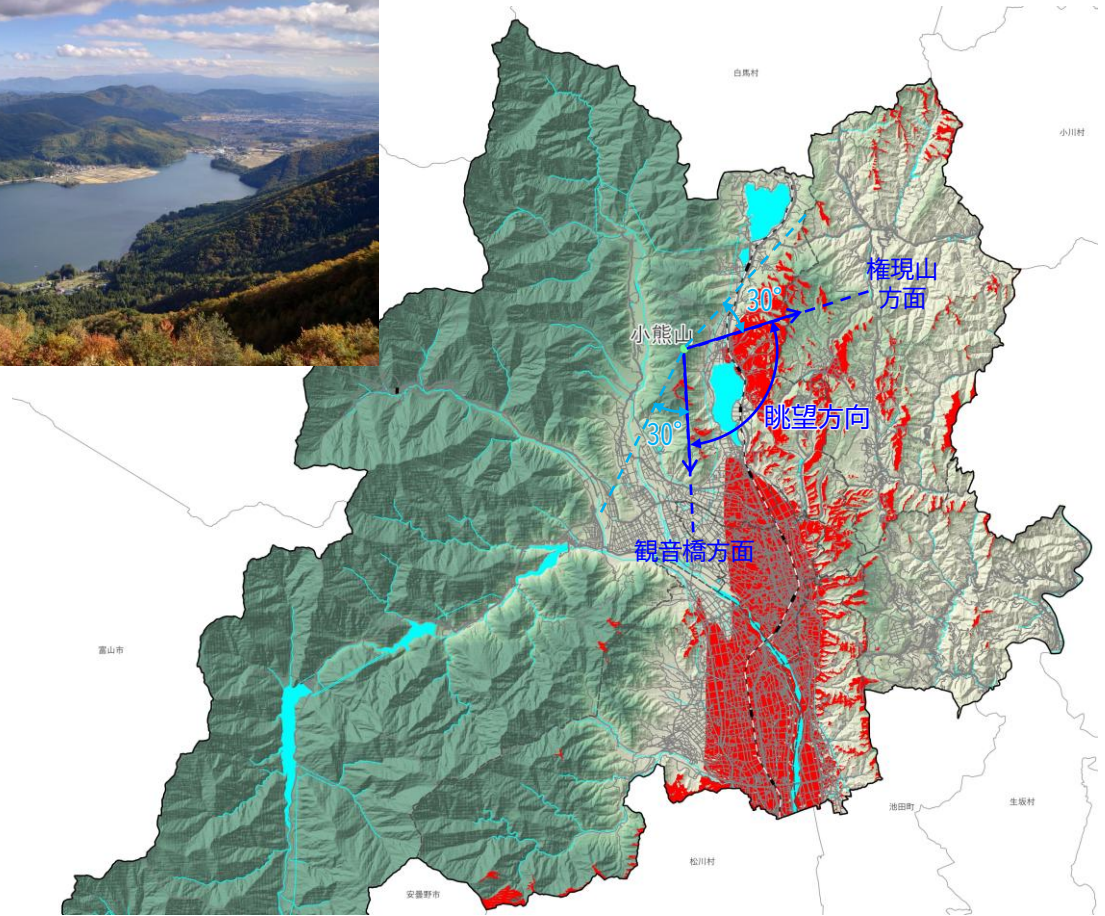 白馬村
小川村
権現山
方面
30°
小熊山
眺望方向
30°
観音橋方面
富山市
池田町
生坂村
松川村
安曇野市